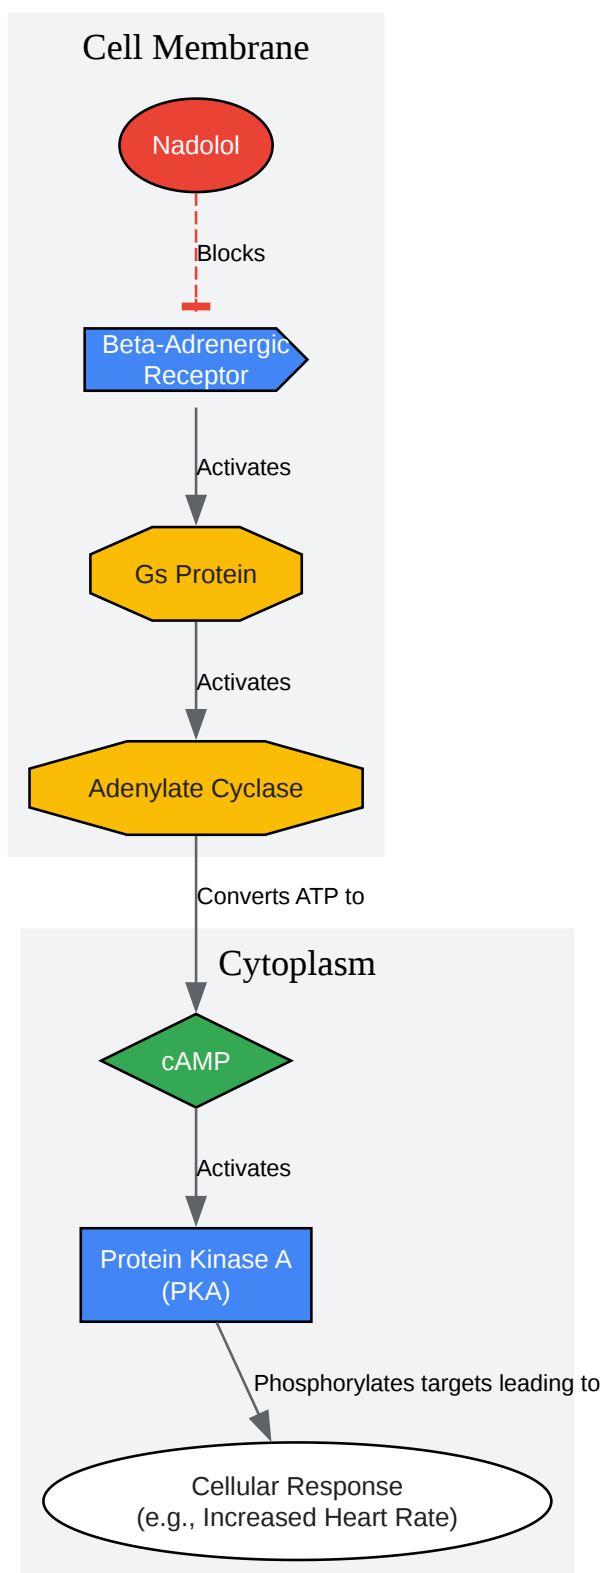 Cell Membrane
Nadolol
Blocks
Beta-Adrenergic
Receptor
Activates
Gs Protein
Activates
Adenylate Cyclase
Converts ATP to
Cytoplasm
cAMP
Activates
Protein Kinase A
(PKA)
Phosphorylates targets leading to
Cellular Response
(e.g., Increased Heart Rate)